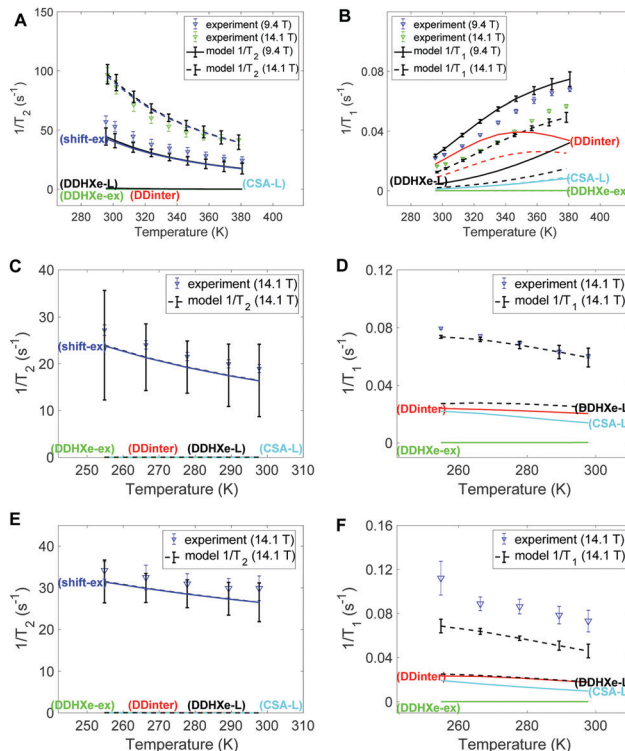 A
experiment (9.4 T)
experiment (14.1 T)
model 1/T2 (9.4 T)
model 1/T2 (14.1 T)
150
100
50
0
1/T2 (s-1)
(shift-ex)
(DDHXe-L)
(DDHXe-ex)
(DDinter)
(CSA-L)
280 300 320 340 360 380 400
Temperature (K)
B
experiment (9.4 T)
experiment (14.1 T)
model 1/T1 (9.4 T)
model 1/T1 (14.1 T)
0.08
0.04
0
1/T1 (s-1)
(DDHXe-L)
(DDinter)
(CSA-L)
(DDHXe-ex)
280 300 320 340 360 380 400
Temperature (K)
C
experiment (14.1 T)
model 1/T2 (14.1 T)
40
30
20
10
0
1/T2 (s-1)
(shift-ex)
(DDHXe-ex) (DDinter) (DDHXe-L) (CSA-L)
250 260 270 280 290 300 310
Temperature (K)
D
experiment (14.1 T)
model 1/T1 (14.1 T)
0.12
0.08
0.04
0
1/T1 (s-1)
(DDinter)
(DDHXe-L)
(CSA-L)
(DDHXe-ex)
260 280 300
Temperature (K)
E
experiment (14.1 T)
model 1/T2 (14.1 T)
60
40
20
0
1/T2 (s-1)
(shift-ex)
(DDHXe-ex) (DDinter) (DDHXe-L) (CSA-L)
250 260 270 280 290 300 310
Temperature (K)
F
experiment (14.1 T)
model 1/T1 (14.1 T)
0.16
0.12
0.08
0.04
0
1/T1 (s-1)
(DDinter)
(DDHXe-L)
(CSA-L)
(DDHXe-ex)
260 280 300
Temperature (K)